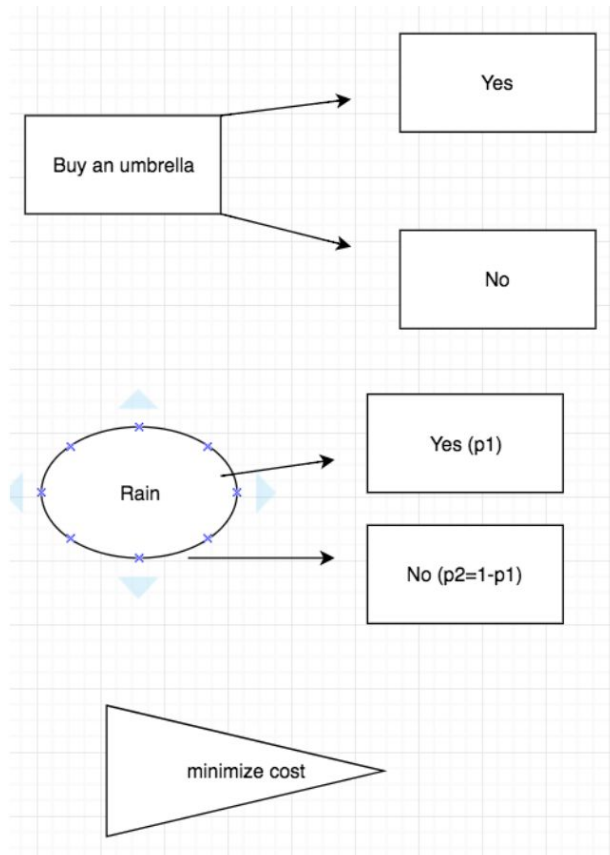 Yes
Buy an umbrella
No
Yes (p1)
Rain
No (p2=1-p1)
minimize cost